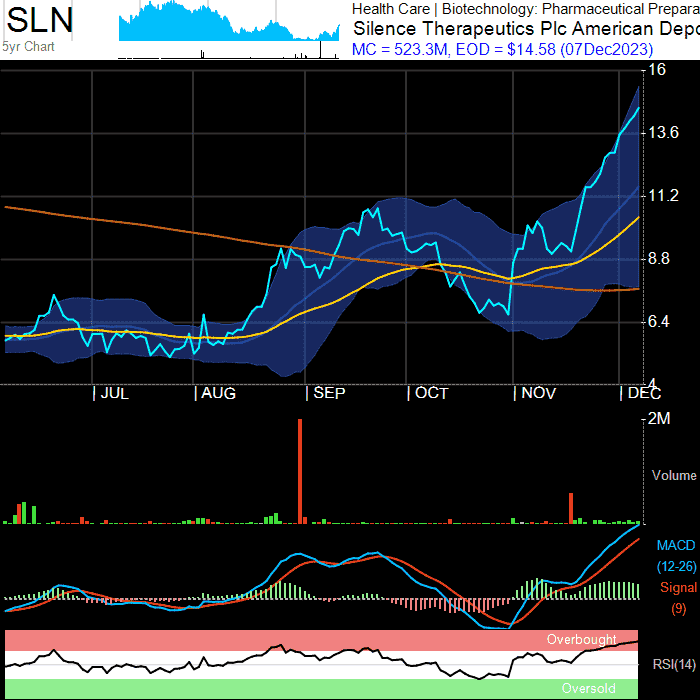 SLN
5yr Chart
Health Care | Biotechnology: Pharmaceutical Prepara
Silence Therapeutics Plc American Depo
MC = 523.3M, EOD = $14.58 (07Dec2023)
16
13.6
11.2
8.8
6.4
4
| JUL | AUG | SEP | OCT | NOV | DEC
2M
Volume
MACD
(12-26)
Signal
(9)
Overbought
RSI(14)
Oversold